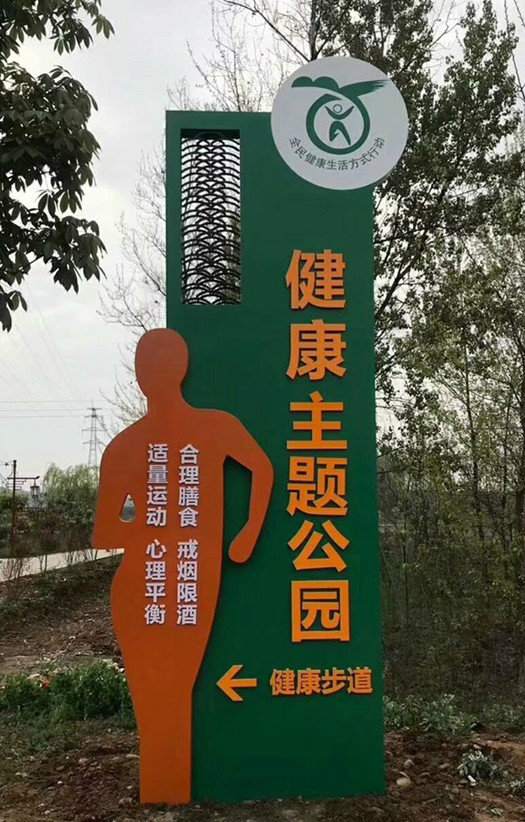 全民健康生活方式行动
健康主题公园
合理膳食 戒烟限酒
适量运动 心理平衡
健康步道